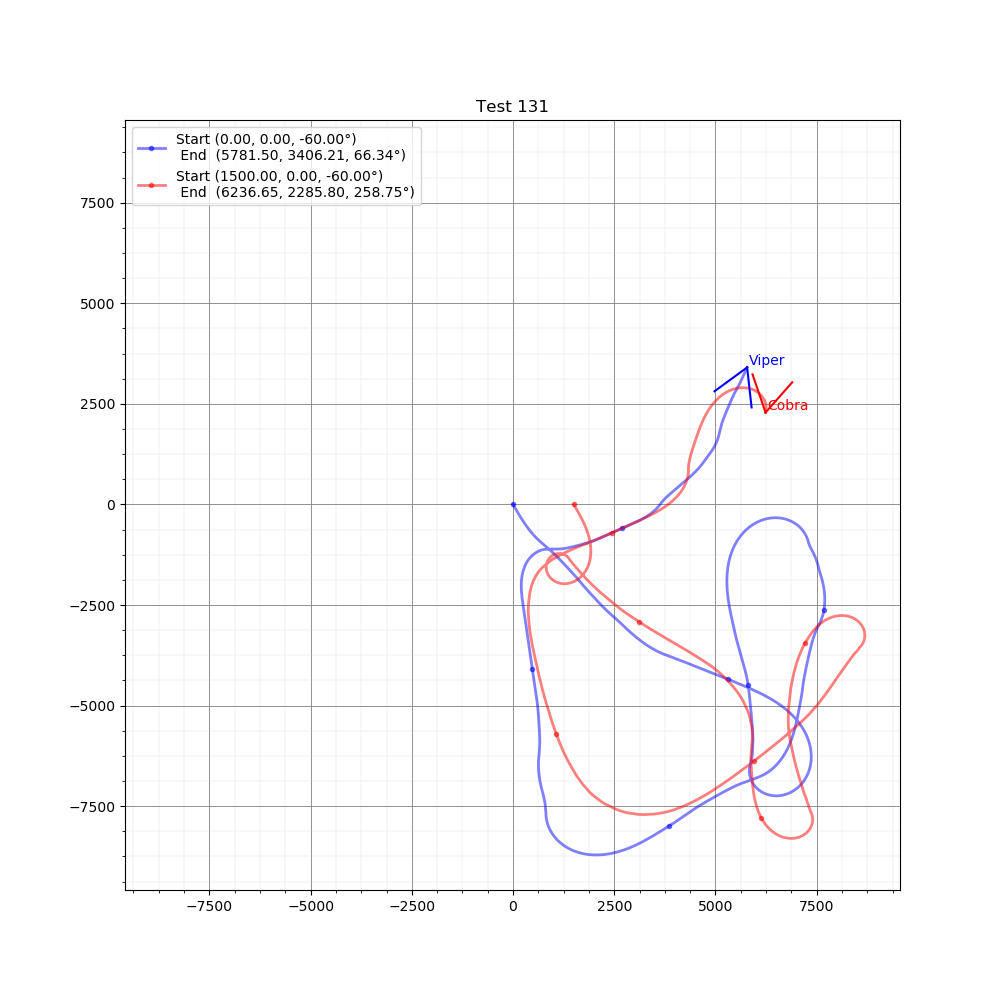 Test 131
Start (0.00, 0.00, -60.00°)
End  (5781.50, 3406.21, 66.34°)
Start (1500.00, 0.00, -60.00°)
End  (6236.65, 2285.80, 258.75°)
7500
5000
2500
0
−2500
−5000
−7500
Viper
Cobra
−7500
−5000
−2500
0
2500
5000
7500